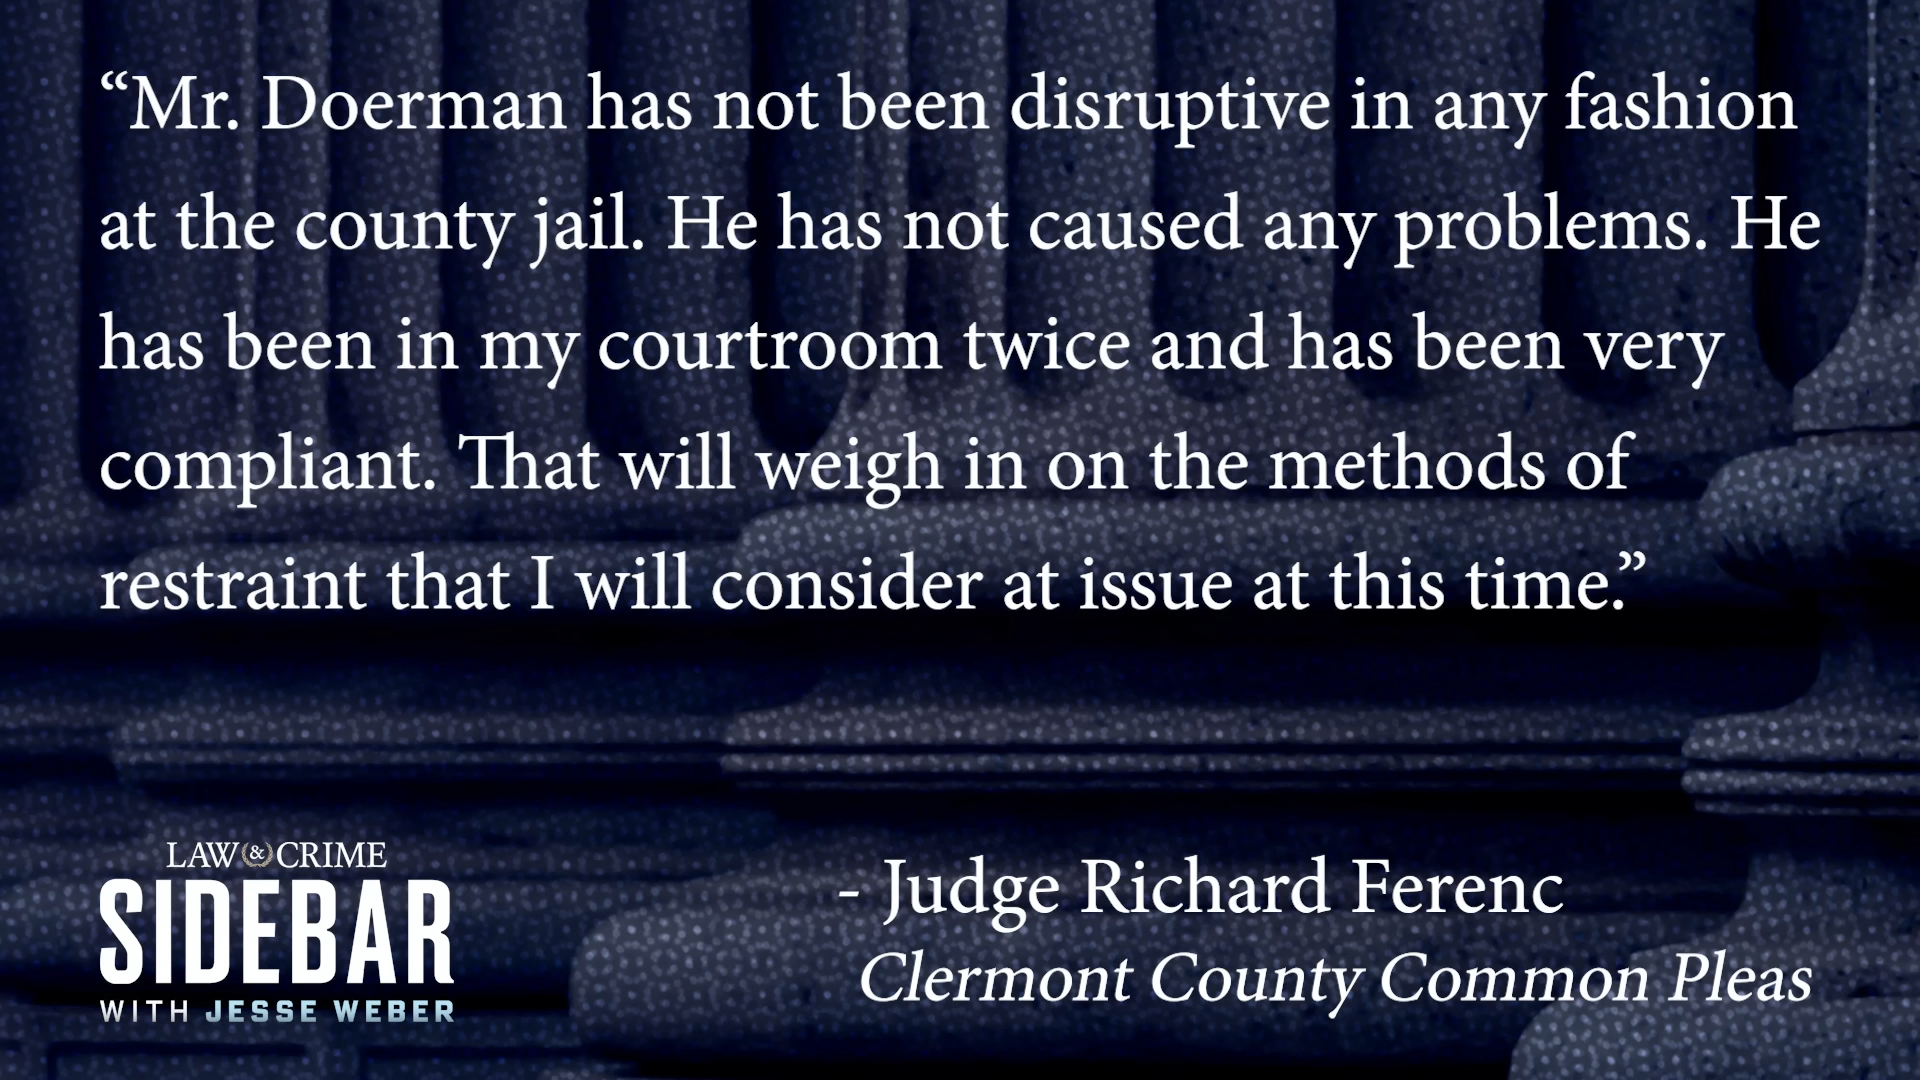 “Mr. Doerman has not been disruptive in any fashion
at the county jail. He has not caused any problems. He
has been in my courtroom twice and has been very
compliant. That will weigh in on the methods of
restraint that I will consider at issue at this time.”
- Judge Richard Ferenc
Clermont County Common Pleas
LAW & CRIME
SIDEBAR
WITH JESSE WEBER